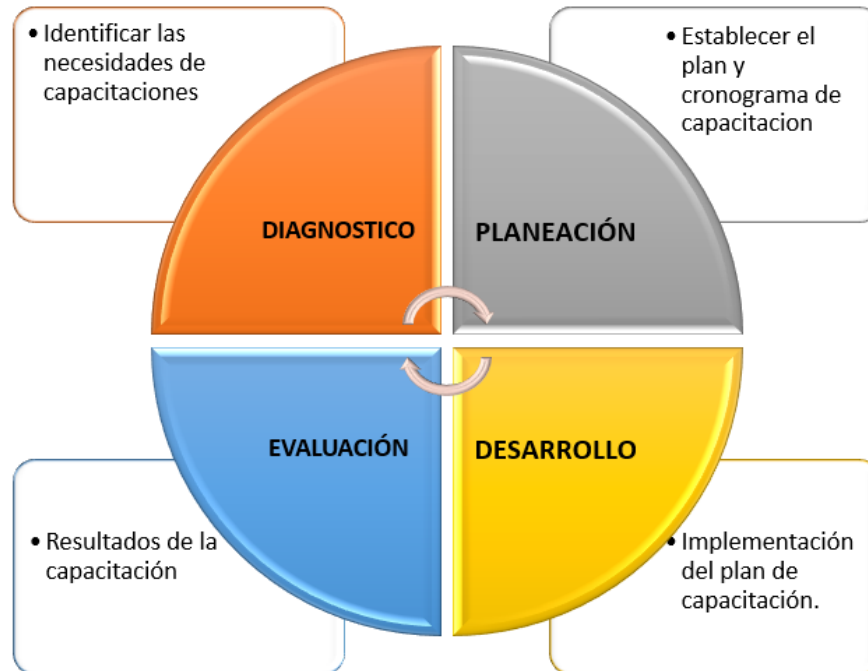 • Identificar las
necesidades de
capacitaciones
• Establecer el
plan y
cronograma de
capacitacion
DIAGNOSTICO
PLANEACIÓN
EVALUACIÓN
DESARROLLO
• Resultados de la
capacitación
• Implementación
del plan de
capacitación.